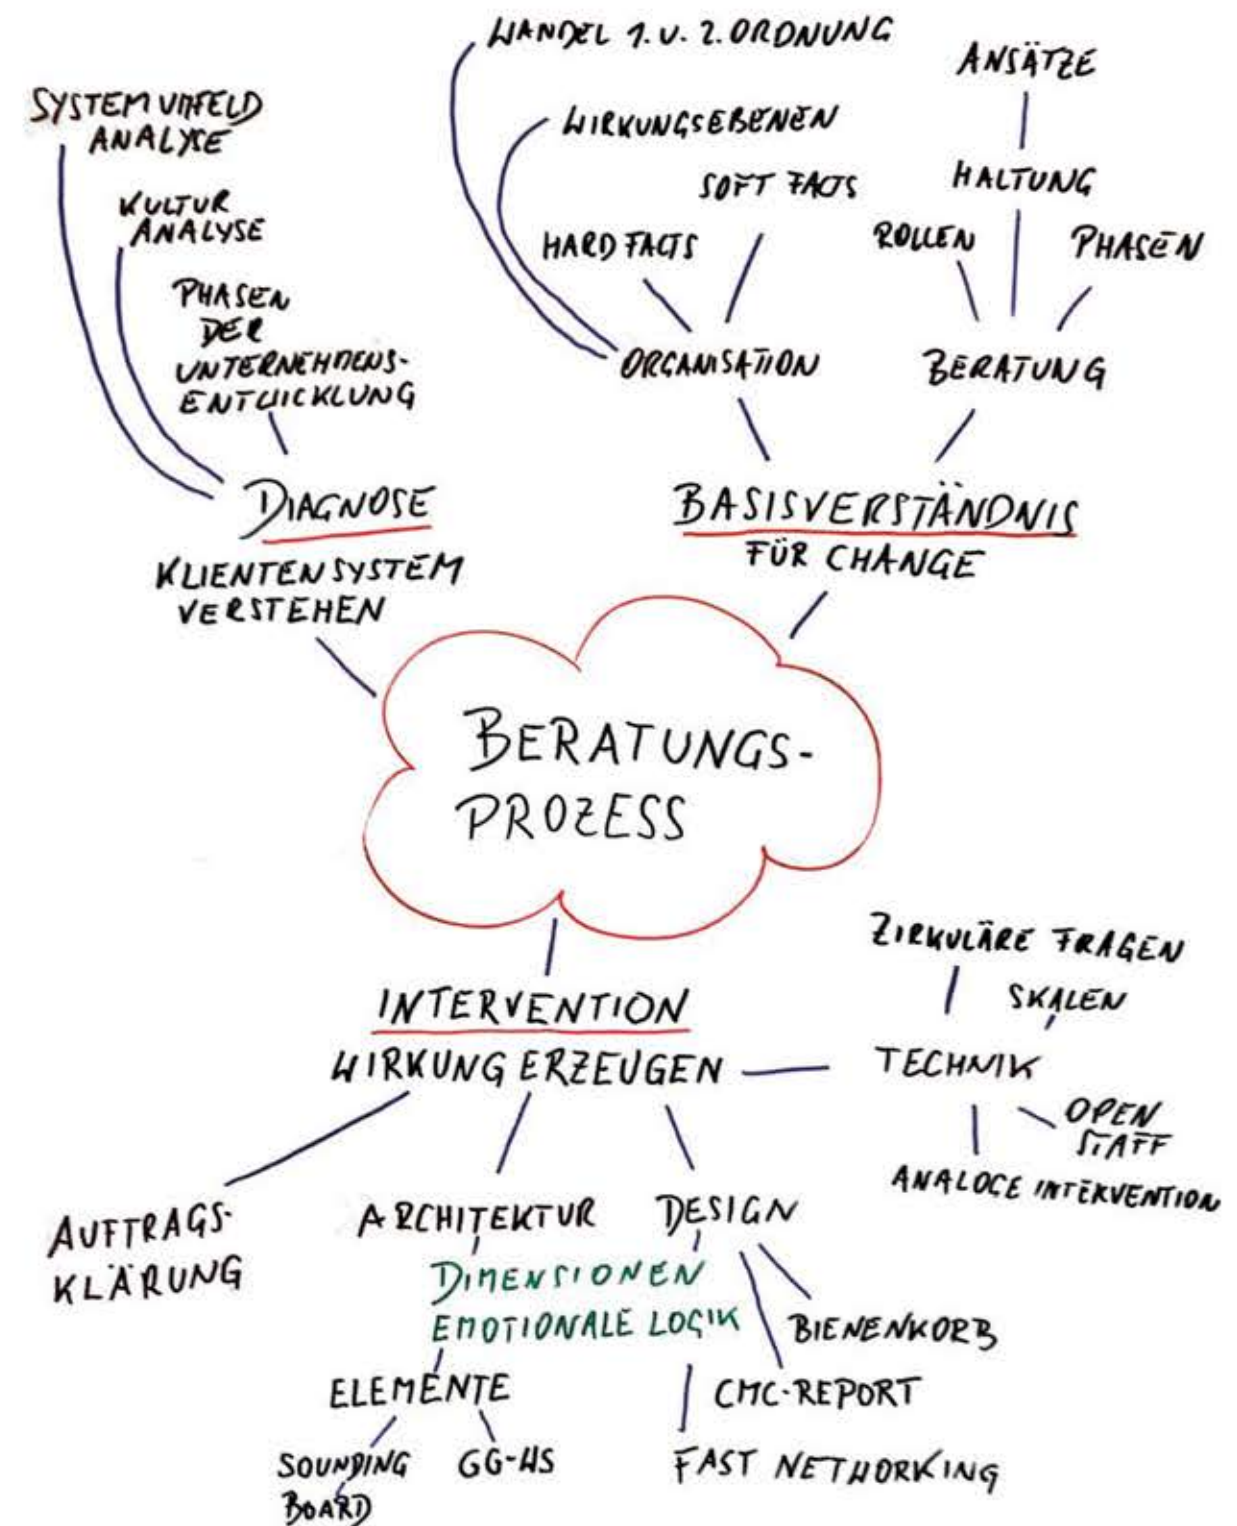 WANDEL 1. U. 2. ORDNUNG
ANSÄTZE
SYSTEMUMFELD
ANALYSE
WIRKUNGSEBENEN
SOFT FACTS
HALTUNG
KULTUR
ANALYSE
HARD FACTS
ROLLEN
PHASEN
PHASEN
DER
UNTERNEHMENS-
ENTWICKLUNG
ORGANISATION
BERATUNG
DIAGNOSE
KLIENTENSYSTEM
VERSTEHEN
BASISVERSTÄNDNIS
FÜR CHANGE
BERATUNGS-
PROZESS
INTERVENTION
WIRKUNG ERZEUGEN
ZIRKULÄRE FRAGEN
SKALEN
TECHNIK
OPEN
STAFF
ANALOGE INTERVENTION
AUFTRAGS-
KLÄRUNG
ARCHITEKTUR
DESIGN
DIMENSIONEN
EMOTIONALE LOGIK
BIENENKORB
ELEMENTE
CMC-REPORT
SOUNDING
BOARD
GG-WS
FAST NETWORKING